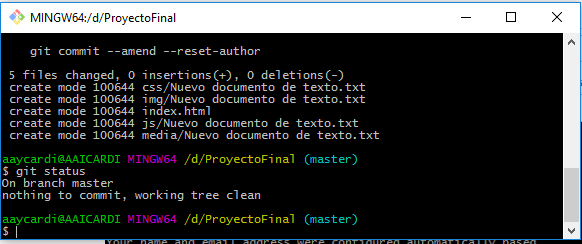 MINGW64:/d/ProyectoFinal
git commit --amend --reset-author
5 files changed, 0 insertions(+), 0 deletions(-)
create mode 100644 css/Nuevo documento de texto.txt
create mode 100644 img/Nuevo documento de texto.txt
create mode 100644 index.html
create mode 100644 js/Nuevo documento de texto.txt
create mode 100644 media/Nuevo documento de texto.txt
aaycardi@AAICARDI MINGW64 /d/ProyectoFinal (master)
$ git status
On branch master
nothing to commit, working tree clean
aaycardi@AAICARDI MINGW64 /d/ProyectoFinal (master)
$
Your name and email address were configured automatically based